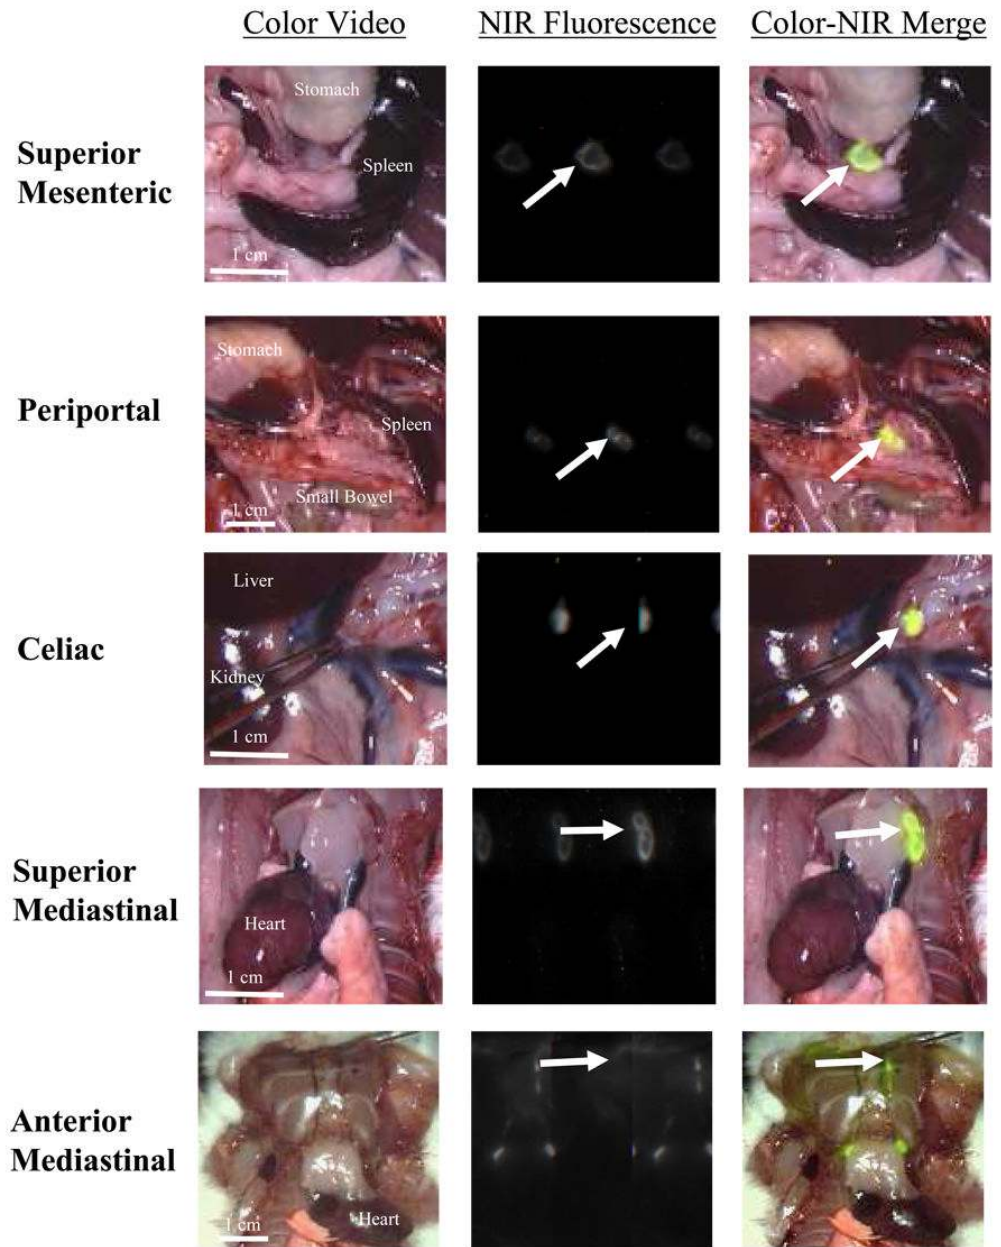 Color Video NIR Fluorescence Color-NIR Merge
Superior
Mesenteric
Stomach
Spleen
1 cm
Periportal
Stomach
Spleen
Small Bowel
1 cm
Celiac
Liver
Kidney
1 cm
Superior
Mediastinal
Heart
1 cm
Anterior
Mediastinal
Heart
1 cm